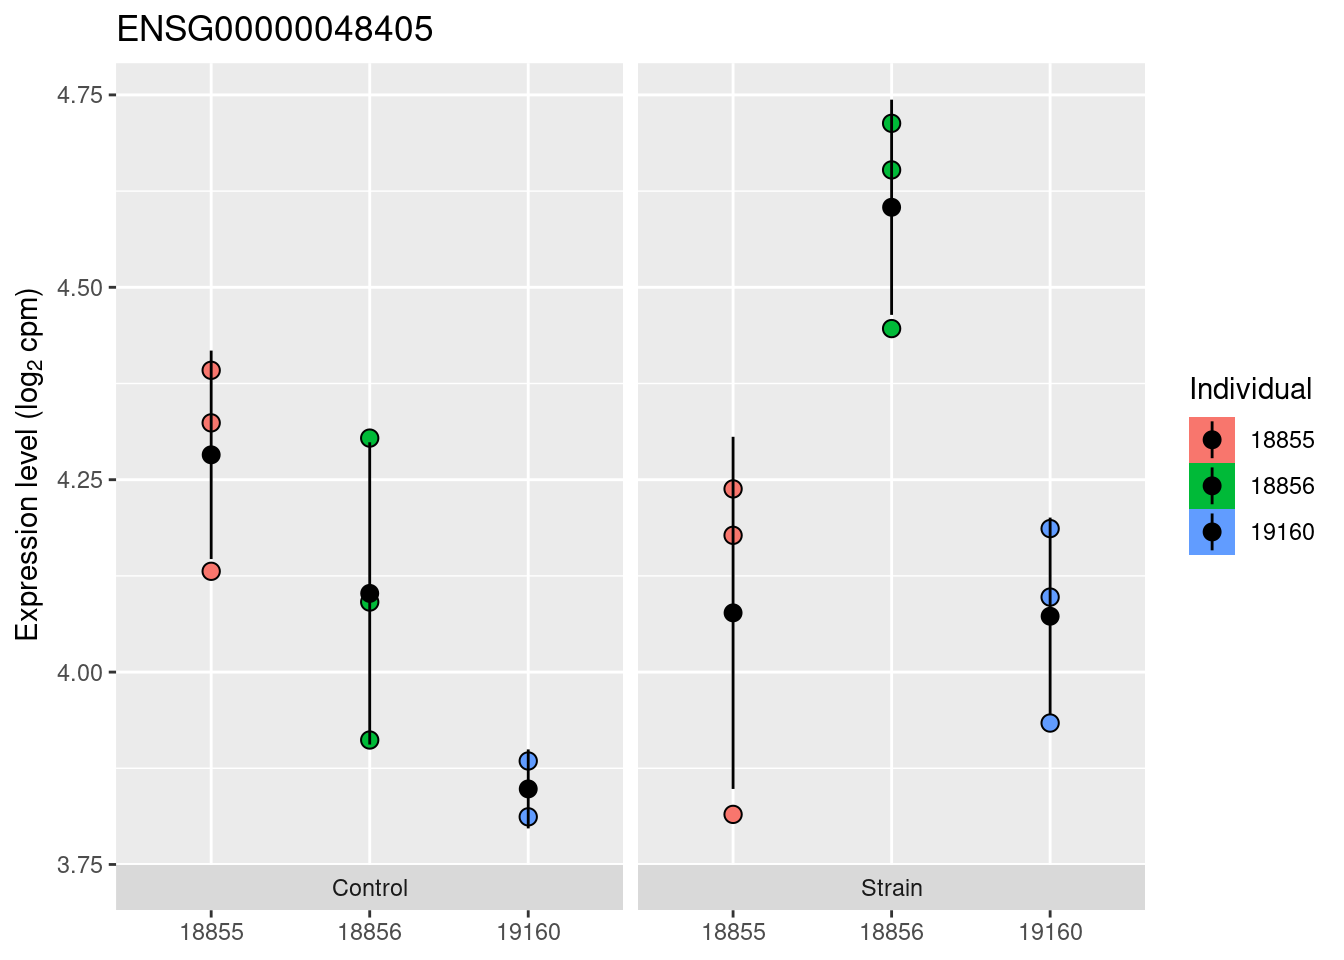 ENSG00000048405
Expression level (log2 cpm)
4.75
4.50
4.25
4.00
3.75
Control
Strain
18855
18856
19160
18855
18856
19160
Individual
18855
18856
19160